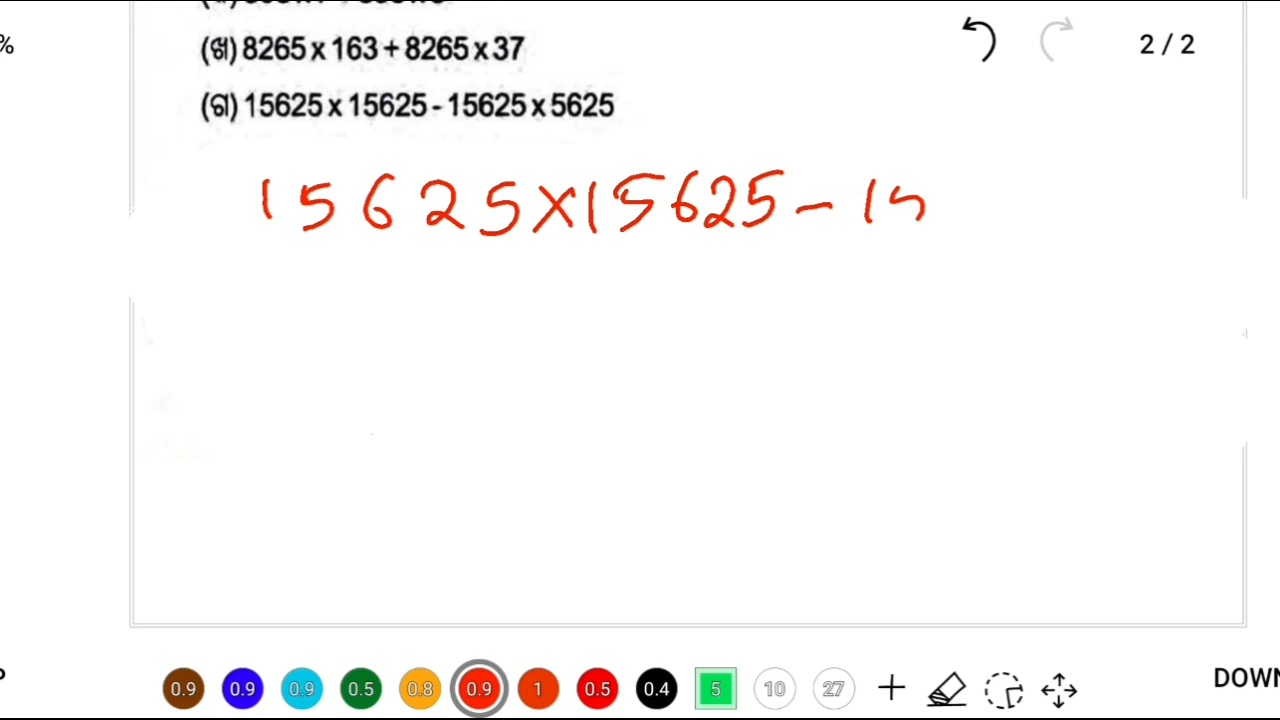 %
(ଖ) 8265 x 163 + 8265 x 37
2 / 2
(ଗ) 15625 x 15625 - 15625 x 5625
15625×15625-15
0.9 0.9 0.9 0.5 0.8 0.9 1 0.5 0.4 5 10 27 +
DOWN